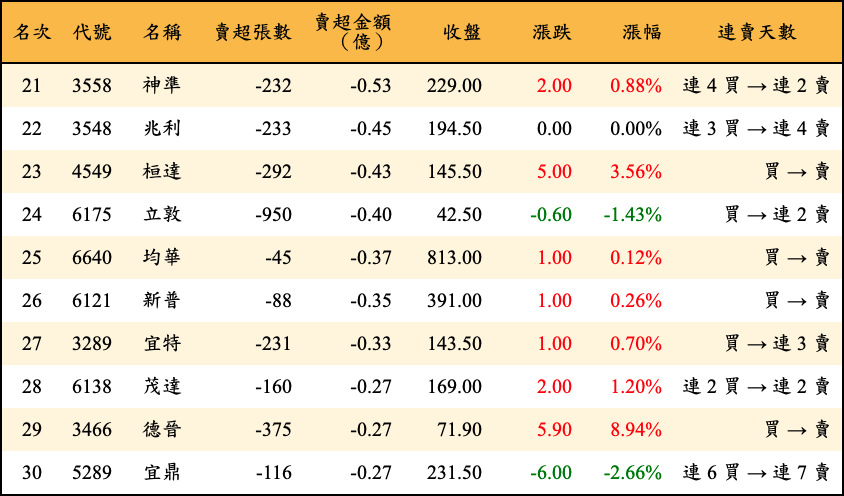 名次 代號 名稱 賣超張數 賣超金額（億） 收盤 漲跌 漲幅 連賣天數
21 3558 神準 -232 -0.53 229.00 2.00 0.88% 連 4 買 → 連 2 賣
22 3548 兆利 -233 -0.45 194.50 0.00 0.00% 連 3 買 → 連 4 賣
23 4549 桓達 -292 -0.43 145.50 5.00 3.56% 買 → 賣
24 6175 立敦 -950 -0.40 42.50 -0.60 -1.43% 買 → 連 2 賣
25 6640 均華 -45 -0.37 813.00 1.00 0.12% 買 → 賣
26 6121 新普 -88 -0.35 391.00 1.00 0.26% 買 → 賣
27 3289 宜特 -231 -0.33 143.50 1.00 0.70% 買 → 連 3 賣
28 6138 茂達 -160 -0.27 169.00 2.00 1.20% 連 2 買 → 連 2 賣
29 3466 德晉 -375 -0.27 71.90 5.90 8.94% 買 → 賣
30 5289 宜鼎 -116 -0.27 231.50 -6.00 -2.66% 連 6 買 → 連 7 賣